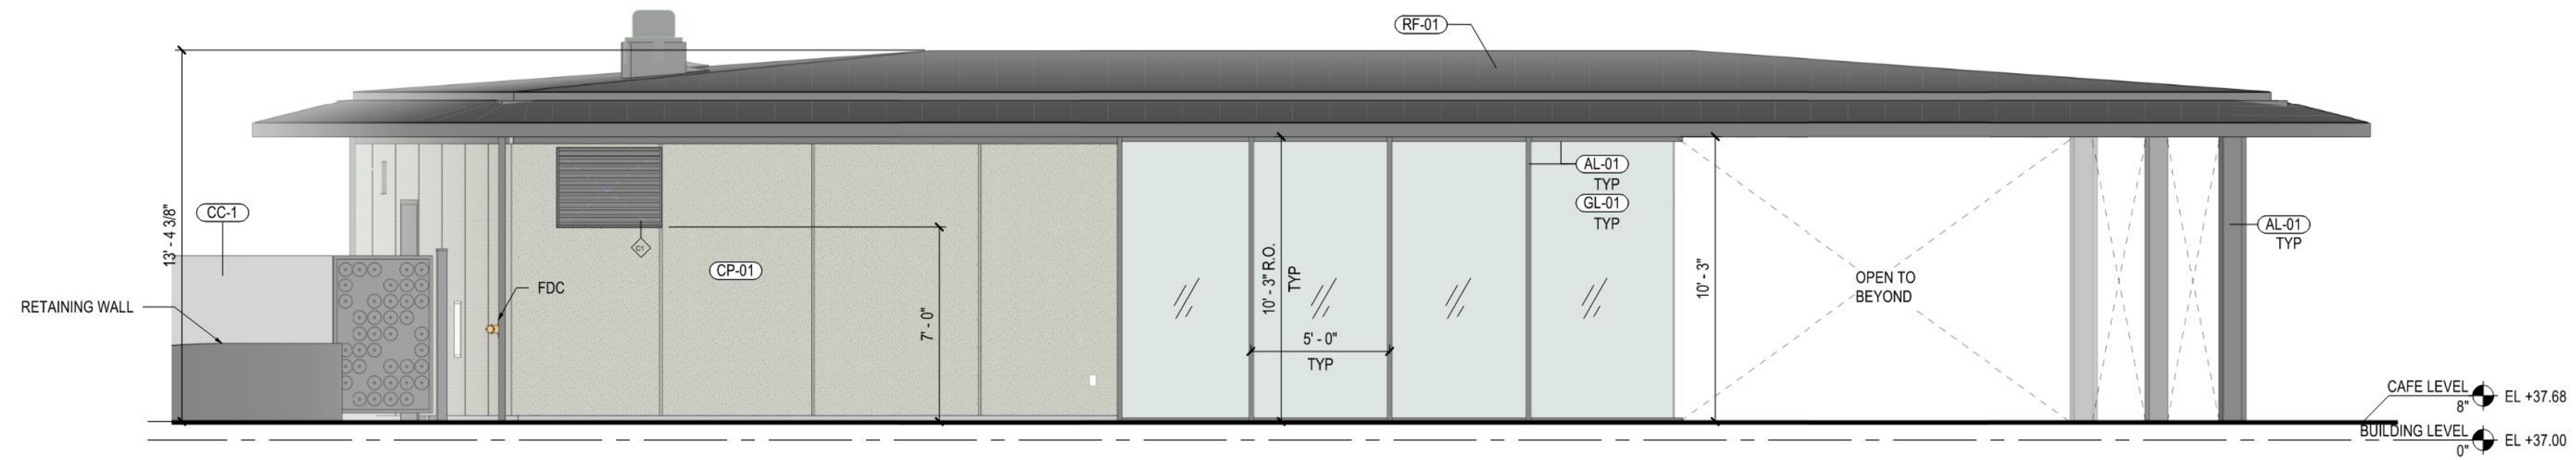 RF-01
13' - 4 3/8"
CC-1
RETAINING WALL
FDC
C1
CP-01
7' - 0"
10' - 3" R.O.
TYP
5' - 0"
TYP
AL-01
TYP
GL-01
TYP
10' - 3"
OPEN TO
BEYOND
AL-01
TYP
CAFE LEVEL
8"
EL +37.68
BUILDING LEVEL
0"
EL +37.00